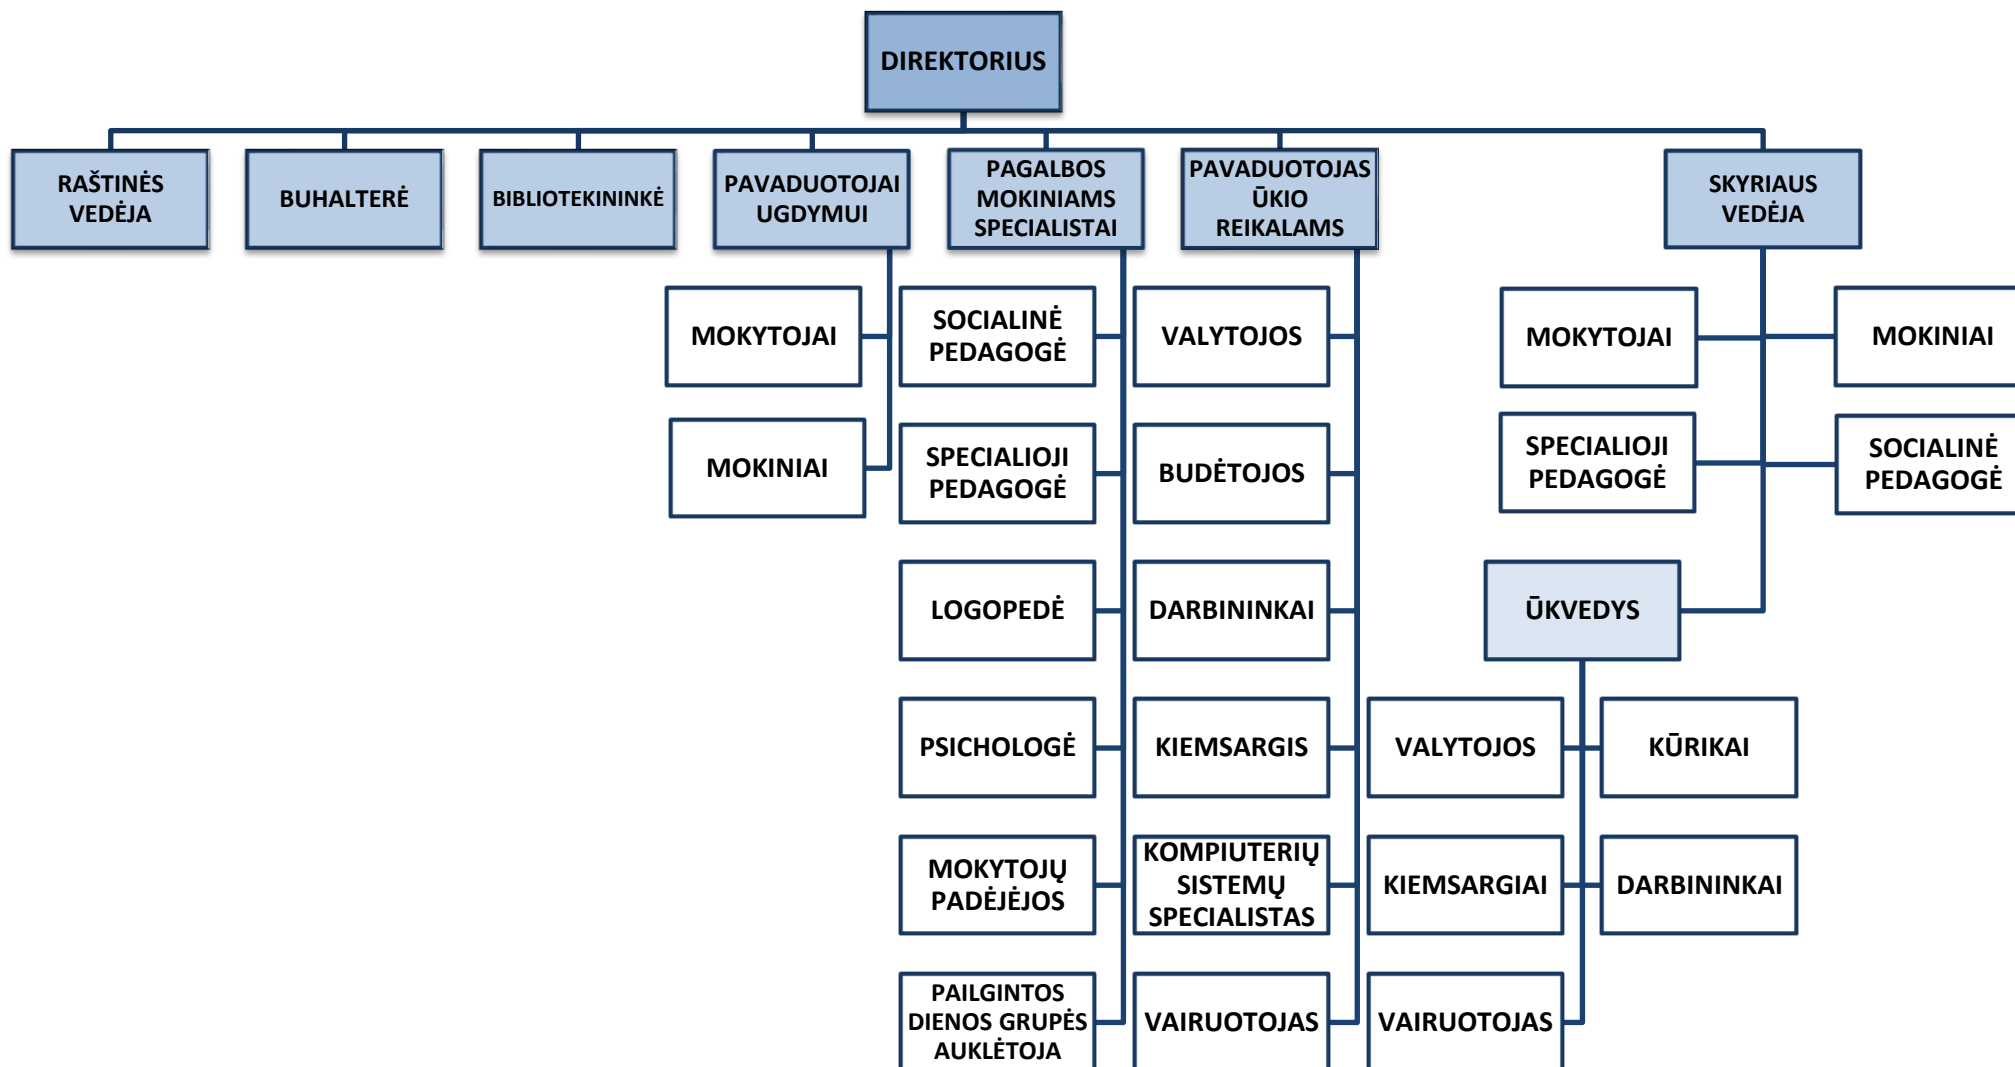 DIREKTORIUS
RAŠTINĖS
VEDĖJA
BUHALTERĖ
BIBLIOTEKININKĖ
PAVADUOTOJAI
UGDYMUI
PAGALBOS
MOKINIAMS
SPECIALISTAI
PAVADUOTOJAS
ŪKIO
REIKALAMS
SKYRIAUS
VEDĖJA
MOKYTOJAI
SOCIALINĖ
PEDAGOGĖ
VALYTOJOS
MOKYTOJAI
MOKINIAI
MOKINIAI
SPECIALIOJI
PEDAGOGĖ
BUDĖTOJOS
SPECIALIOJI
PEDAGOGĖ
SOCIALINĖ
PEDAGOGĖ
LOGOPEDĖ
DARBININKAI
ŪKVEDYS
PSICHOLOGĖ
KIEMSARGIS
VALYTOJOS
KŪRIKAI
MOKYTOJŲ
PADĖJĖJOS
KOMPIUTERIŲ
SISTEMŲ
SPECIALISTAS
KIEMSARGIAI
DARBININKAI
PAILGINTOS
DIENOS GRUPĖS
AUKLĖTOJA
VAIRUOTOJAS
VAIRUOTOJAS